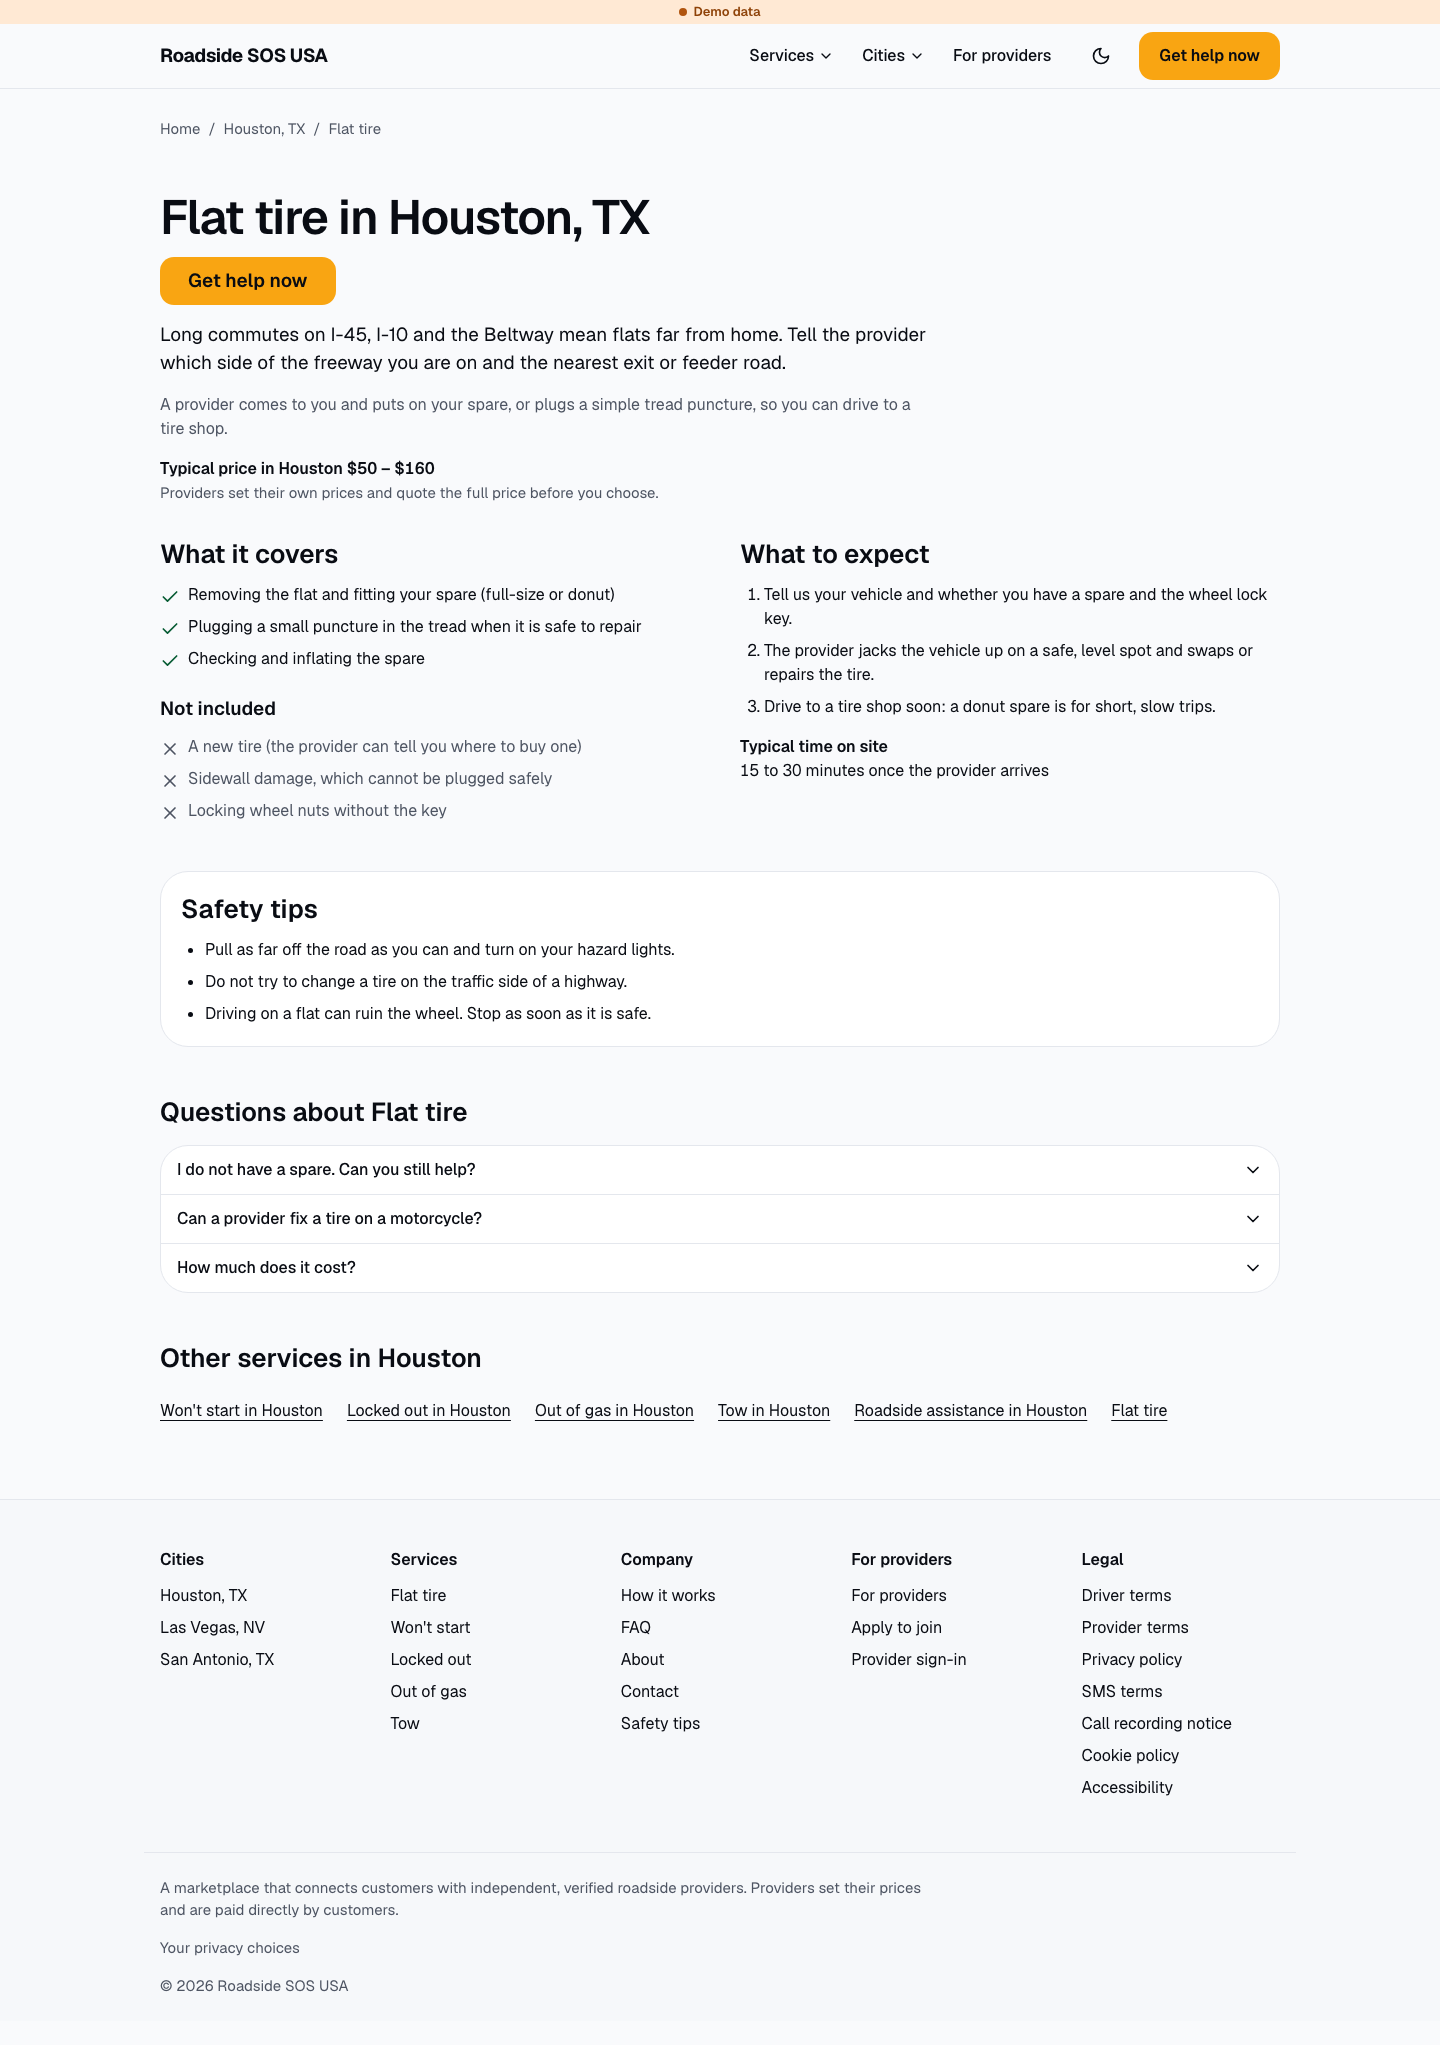 Demo data
Roadside SOS USA
Services
Cities
For providers
Get help now
Home / Houston, TX / Flat tire
Flat tire in Houston, TX
Get help now
Long commutes on I-45, I-10 and the Beltway mean flats far from home. Tell the provider
which side of the freeway you are on and the nearest exit or feeder road.
A provider comes to you and puts on your spare, or plugs a simple tread puncture, so you can drive to a
tire shop.
Typical price in Houston $50 – $160
Providers set their own prices and quote the full price before you choose.
What it covers
Removing the flat and fitting your spare (full-size or donut)
Plugging a small puncture in the tread when it is safe to repair
Checking and inflating the spare
Not included
A new tire (the provider can tell you where to buy one)
Sidewall damage, which cannot be plugged safely
Locking wheel nuts without the key
What to expect
1. Tell us your vehicle and whether you have a spare and the wheel lock
key.
2. The provider jacks the vehicle up on a safe, level spot and swaps or
repairs the tire.
3. Drive to a tire shop soon: a donut spare is for short, slow trips.
Typical time on site
15 to 30 minutes once the provider arrives
Safety tips
• Pull as far off the road as you can and turn on your hazard lights.
• Do not try to change a tire on the traffic side of a highway.
• Driving on a flat can ruin the wheel. Stop as soon as it is safe.
Questions about Flat tire
I do not have a spare. Can you still help?
Can a provider fix a tire on a motorcycle?
How much does it cost?
Other services in Houston
Won't start in Houston
Locked out in Houston
Out of gas in Houston
Tow in Houston
Roadside assistance in Houston
Flat tire
Cities
Houston, TX
Las Vegas, NV
San Antonio, TX
Services
Flat tire
Won't start
Locked out
Out of gas
Tow
Company
How it works
FAQ
About
Contact
Safety tips
For providers
For providers
Apply to join
Provider sign-in
Legal
Driver terms
Provider terms
Privacy policy
SMS terms
Call recording notice
Cookie policy
Accessibility
A marketplace that connects customers with independent, verified roadside providers. Providers set their prices
and are paid directly by customers.
Your privacy choices
© 2026 Roadside SOS USA